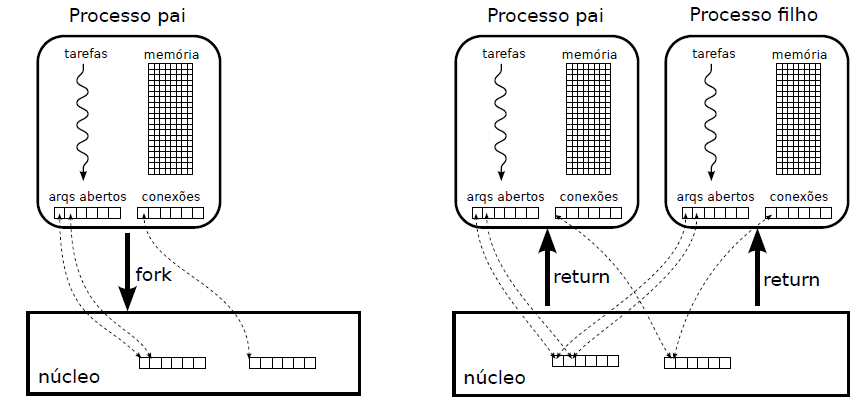 Processo pai
tarefas
memória
arqs abertos
conexões
fork
núcleo
Processo pai
tarefas
memória
arqs abertos
conexões
return
Processo filho
tarefas
memória
arqs abertos
conexões
return
núcleo